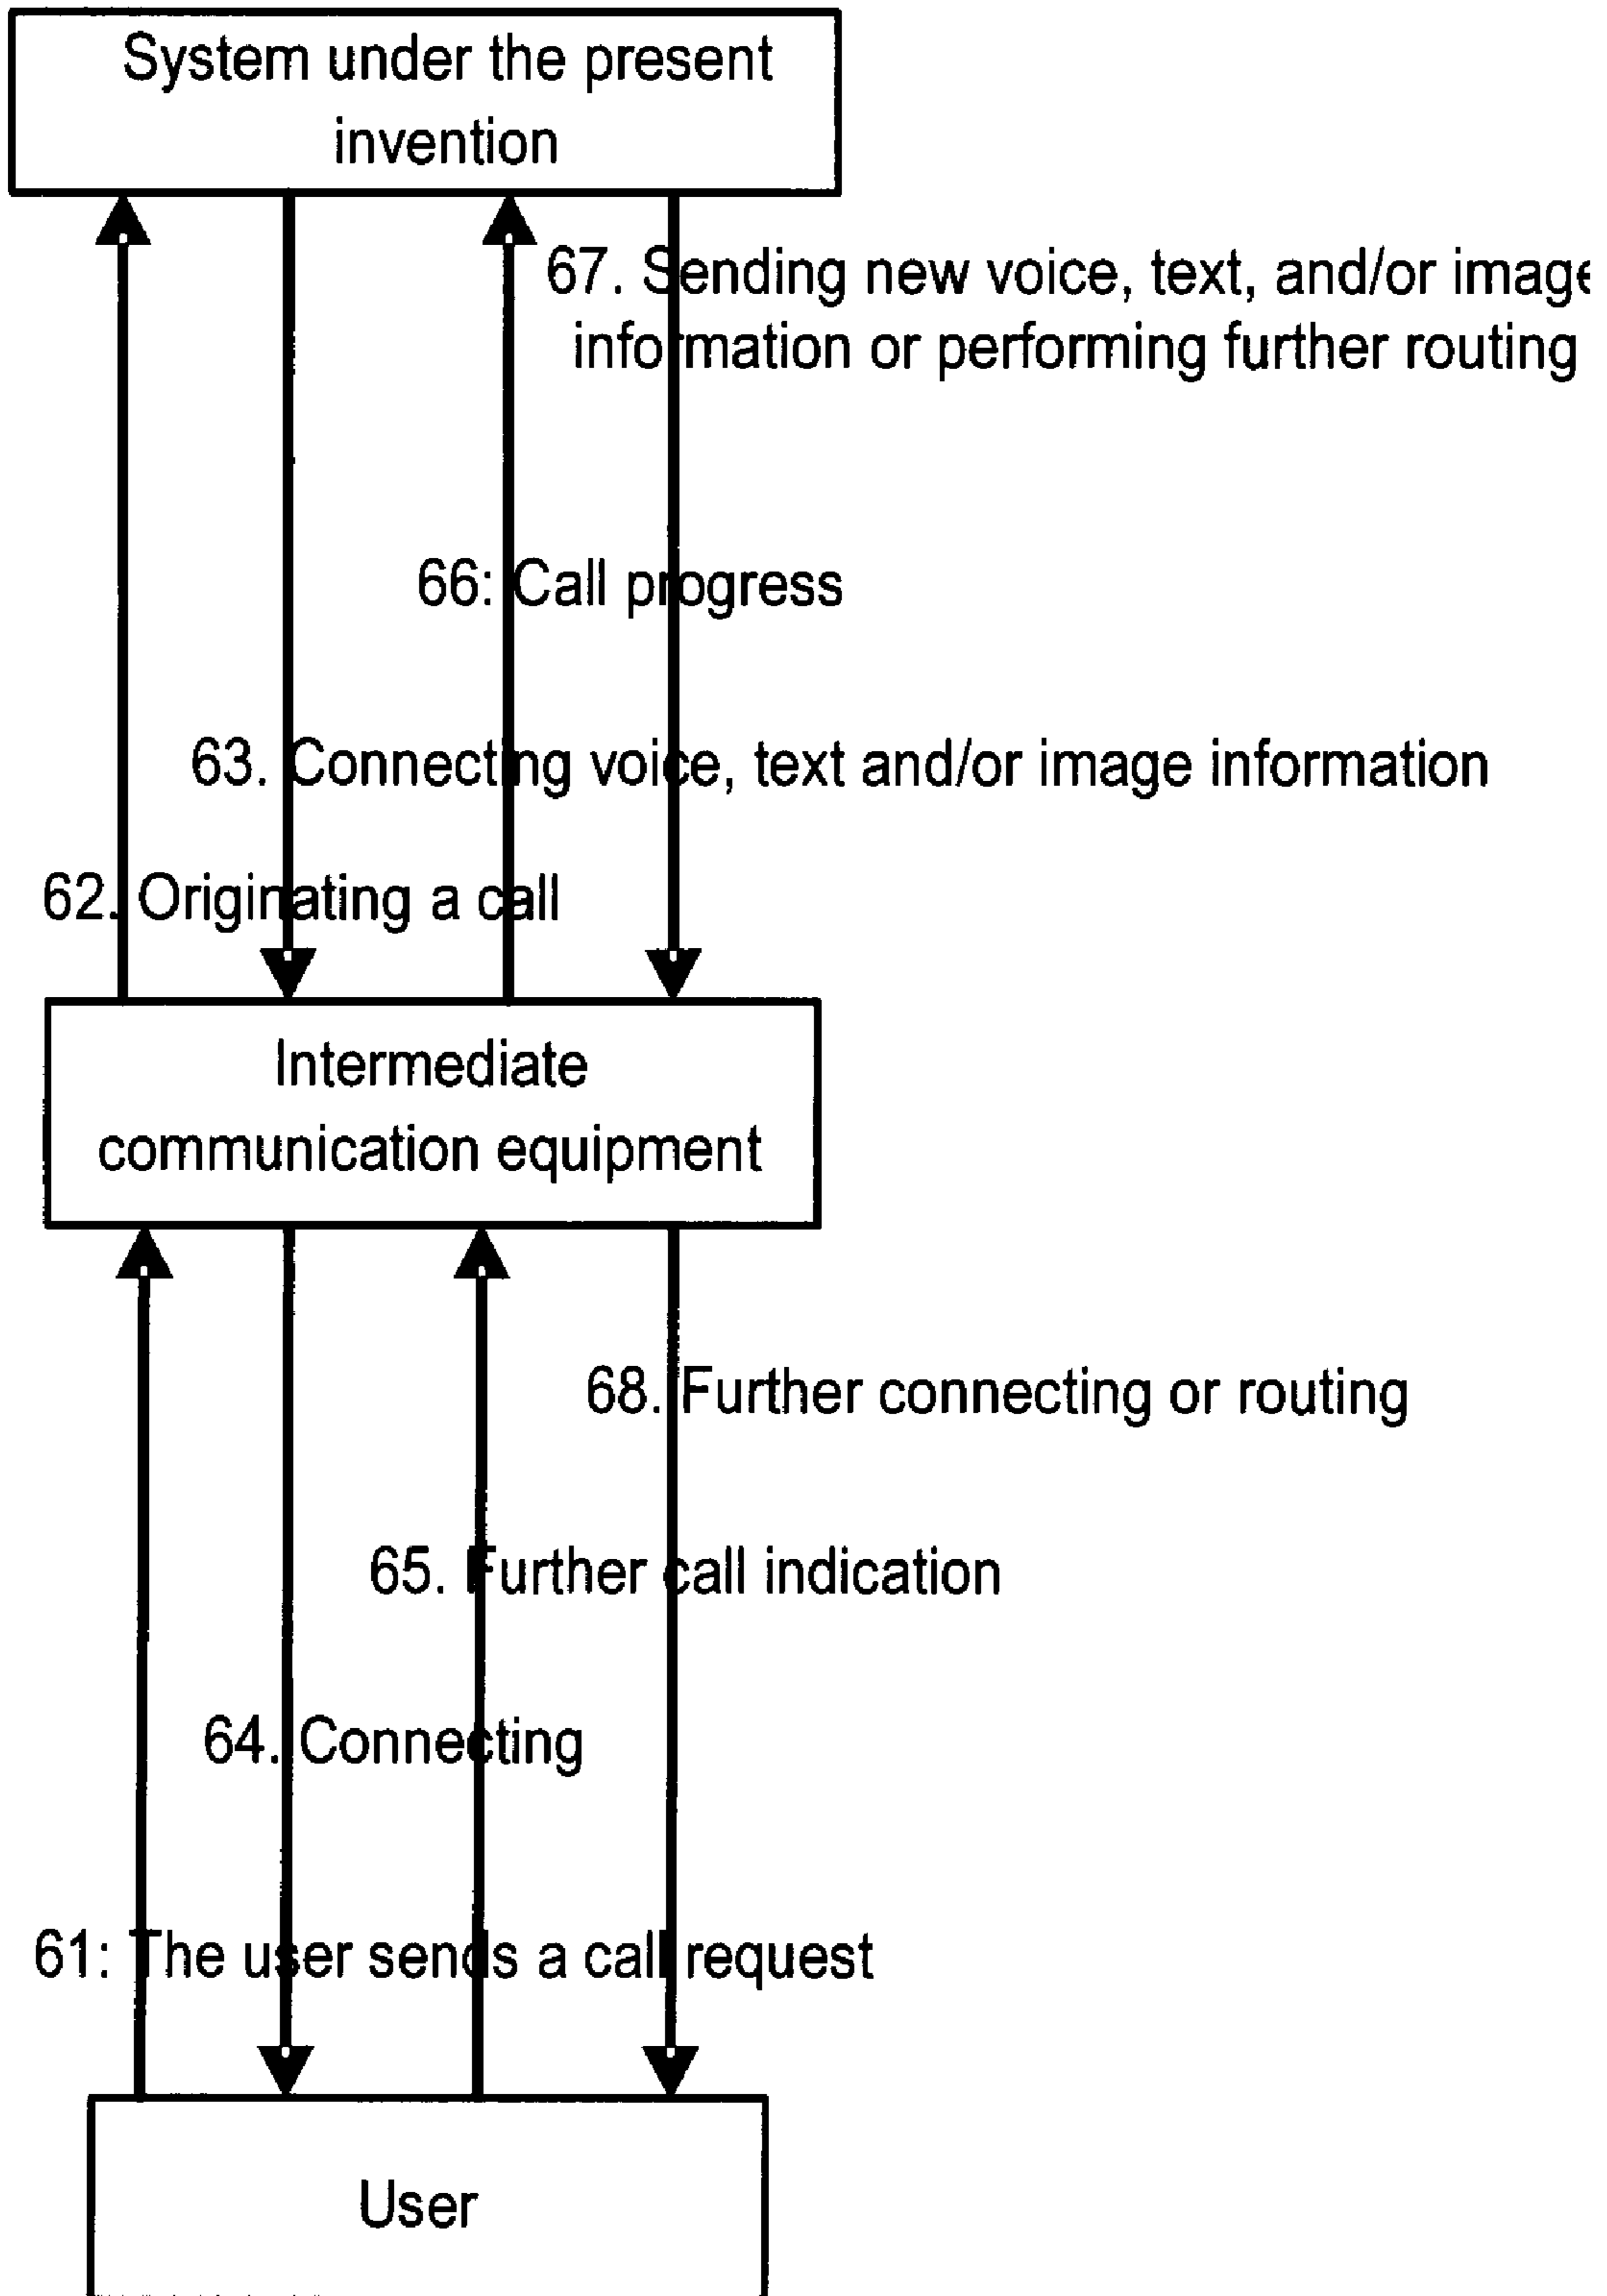 System under the present
invention
67. Sending new voice, text, and/or image
information or performing further routing
66: Call progress
63. Connecting voice, text and/or image information
62. Originating a call
Intermediate
communication equipment
68. Further connecting or routing
65. Further call indication
64. Connecting
61: The user sends a call request
User